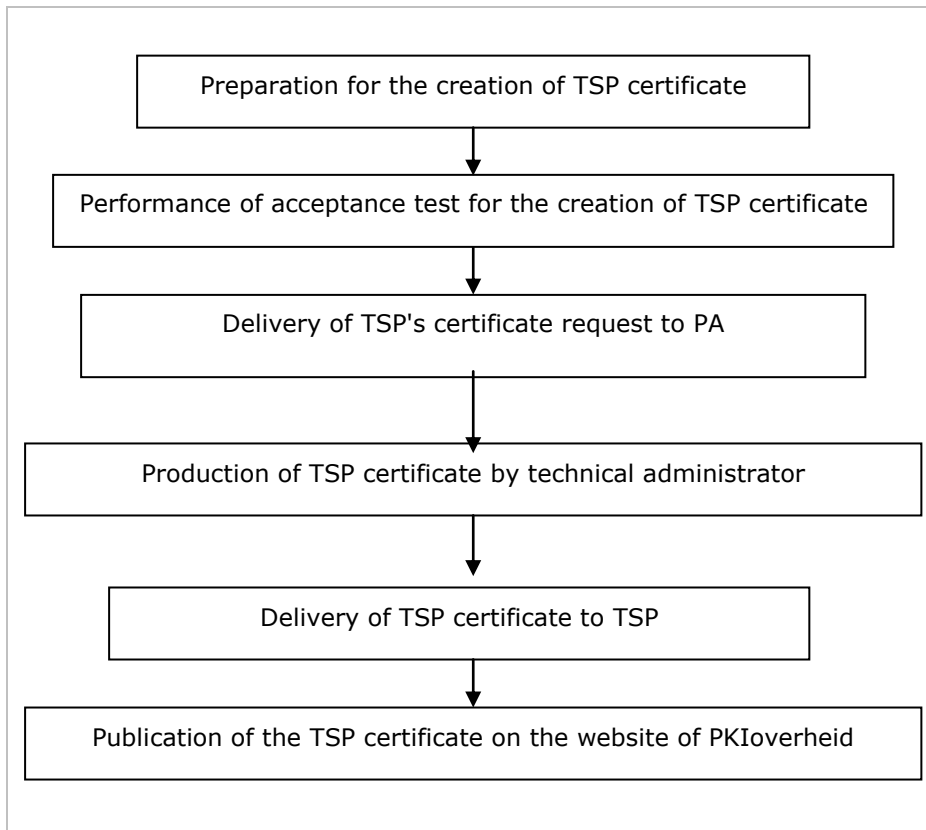 Preparation for the creation of TSP certificate
Performance of acceptance test for the creation of TSP certificate
Delivery of TSP's certificate request to PA
Production of TSP certificate by technical administrator
Delivery of TSP certificate to TSP
Publication of the TSP certificate on the website of PKIoverheid